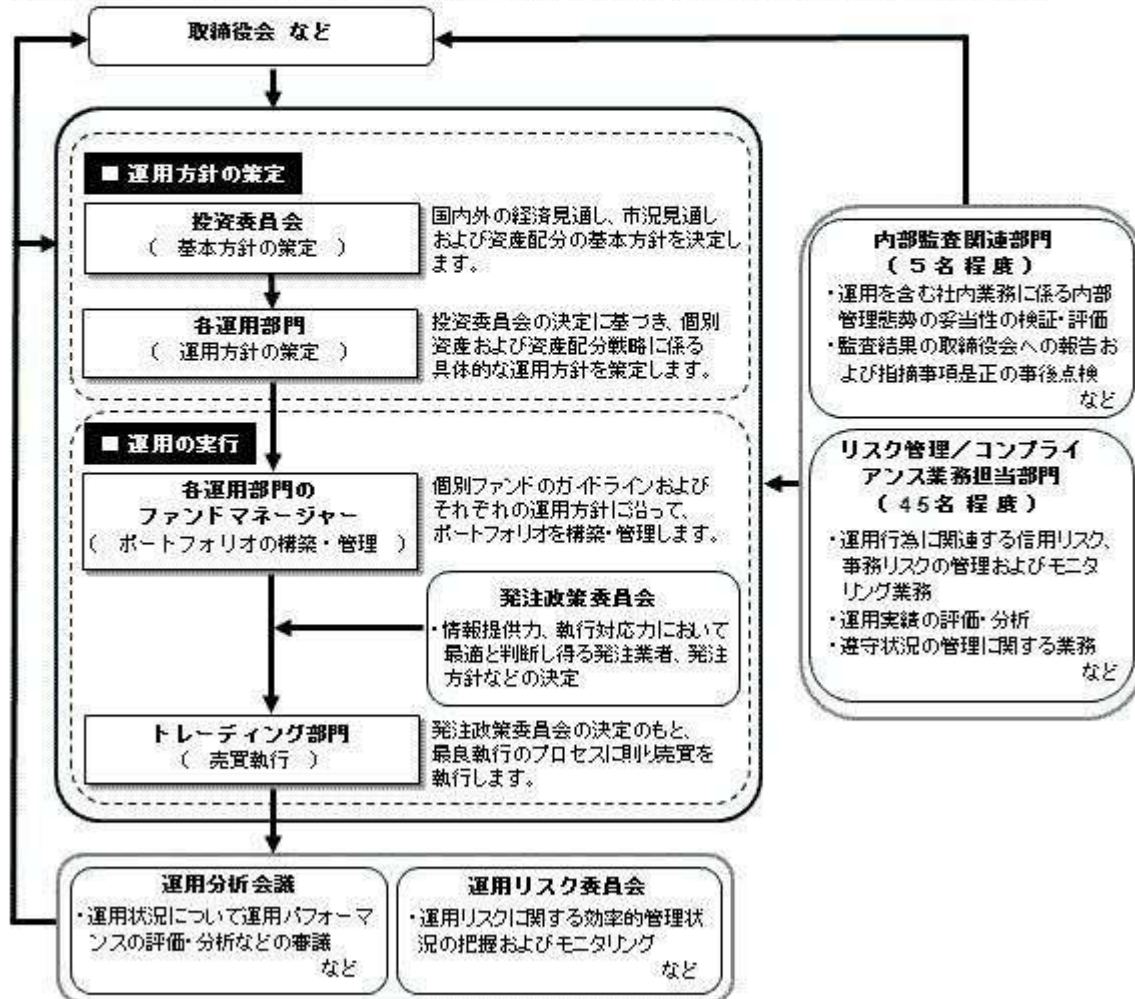 取締役会 など
■ 運用方針の策定
投資委員会
（ 基本方針の策定 ）
国内外の経済見通し、市況見通し
および資産配分の基本方針を決定し
ます。
各運用部門
（ 運用方針の策定 ）
投資委員会の決定に基づき、個別
資産および資産配分戦略に係る
具体的な運用方針を策定します。
■ 運用の実行
各運用部門の
ファンドマネージャー
（ ポートフォリオの構築・管理 ）
個別ファンドのガイドラインおよび
それぞれの運用方針に沿って、
ポートフォリオを構築・管理します。
発注政策委員会
・情報提供力、執行対応力において
最適と判断し得る発注業者、発注
方針などの決定
トレーディング部門
（ 売買執行 ）
発注政策委員会の決定のもと、
最良執行のプロセスに則り売買を
執行します。
内部監査関連部門
（５名程度）
・運用を含む社内業務に係る内部
管理態勢の妥当性の検証・評価
・監査結果の取締役会への報告お
よび指摘事項是正の事後点検
など
リスク管理／コンプライ
アンス業務担当部門
（４５名程度）
・運用行為に関連する信用リスク、
事務リスクの管理およびモニタ
リング業務
・運用実績の評価・分析
・遵守状況の管理に関する業務
など
運用分析会議
・運用状況について運用パフォーマ
ンスの評価・分析などの審議
など
運用リスク委員会
・運用リスクに関する効率的管理状
況の把握およびモニタリング
など